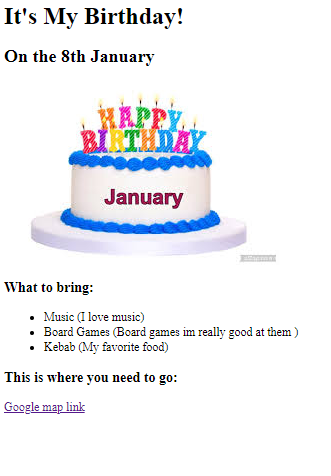 It's My Birthday!
On the 8th January
HAPPY
BIRTHDAY
January
What to bring:
Music (I love music)
Board Games (Board games im really good at them )
Kebab (My favorite food)
This is where you need to go:
Google map link